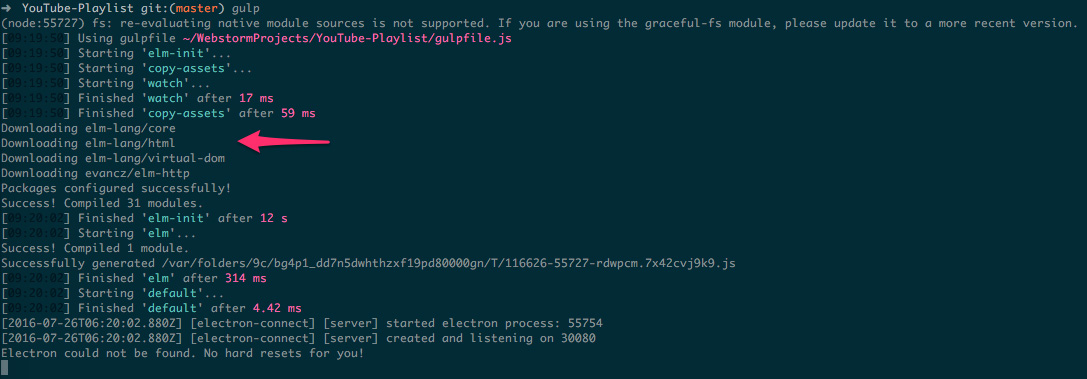 ➜ YouTube-Playlist git:(master) gulp
(node:55727) fs: re-evaluating native module sources is not supported. If you are using the graceful-fs module, please update it to a more recent version.
[09:19:50] Using gulpfile ~/WebstormProjects/YouTube-Playlist/gulpfile.js
[09:19:50] Starting 'elm-init'...
[09:19:50] Starting 'copy-assets'...
[09:19:50] Starting 'watch'...
[09:19:50] Finished 'watch' after 17 ms
[09:19:50] Finished 'copy-assets' after 59 ms
Downloading elm-lang/core
Downloading elm-lang/html
Downloading elm-lang/virtual-dom
Downloading evancz/elm-http
Packages configured successfully!
Success! Compiled 31 modules.
[09:20:02] Finished 'elm-init' after 12 s
[09:20:02] Starting 'elm'...
Success! Compiled 1 module.
Successfully generated /var/folders/9c/bg4p1_dd7n5dwhthzxf19pd80000gn/T/116626-55727-rdwpcm.7x42cvj9k9.js
[09:20:02] Finished 'elm' after 314 ms
[09:20:02] Starting 'default'...
[09:20:02] Finished 'default' after 4.42 ms
[2016-07-26T06:20:02.880Z] [electron-connect] [server] started electron process: 55754
[2016-07-26T06:20:02.880Z] [electron-connect] [server] created and listening on 30080
Electron could not be found. No hard resets for you!